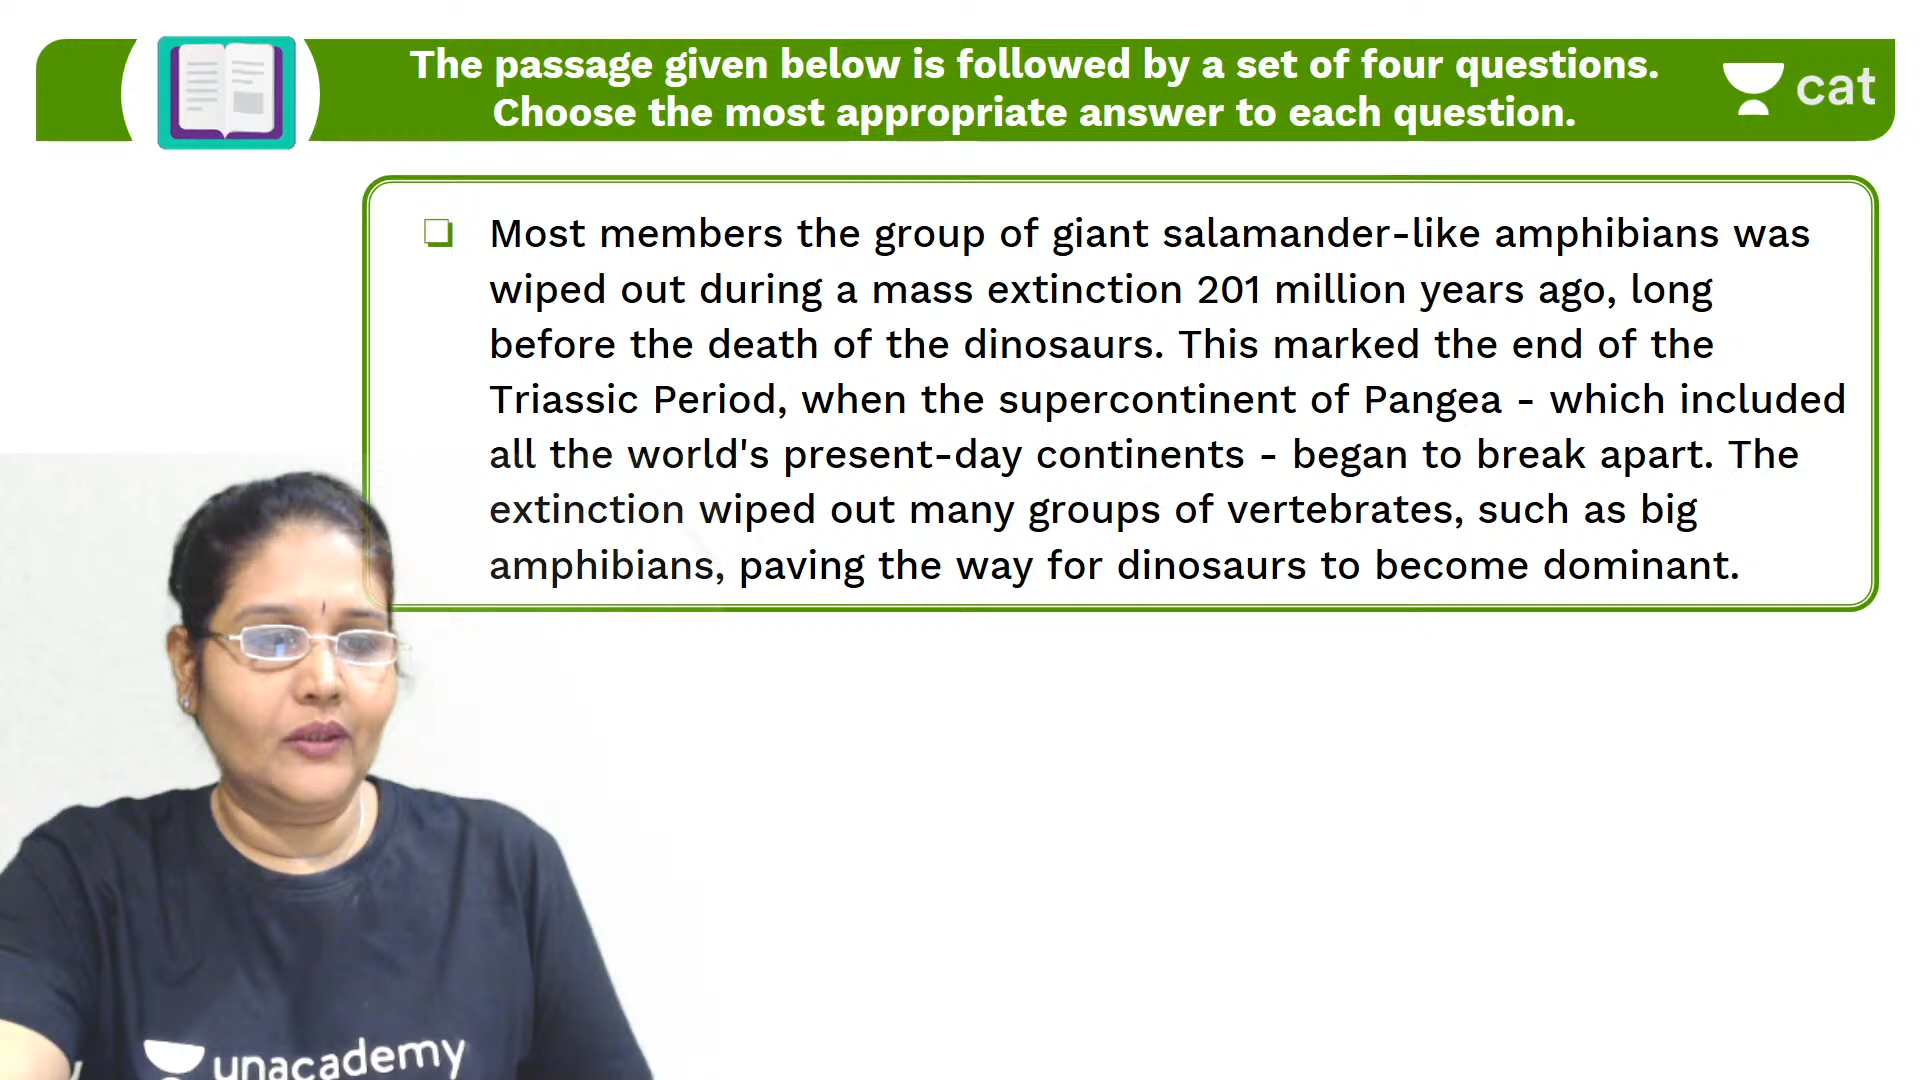 The passage given below is followed by a set of four questions.
Choose the most appropriate answer to each question.
cat
❏ Most members the group of giant salamander-like amphibians was
wiped out during a mass extinction 201 million years ago, long
before the death of the dinosaurs. This marked the end of the
Triassic Period, when the supercontinent of Pangea - which included
all the world's present-day continents - began to break apart. The
extinction wiped out many groups of vertebrates, such as big
amphibians, paving the way for dinosaurs to become dominant.
unacademy